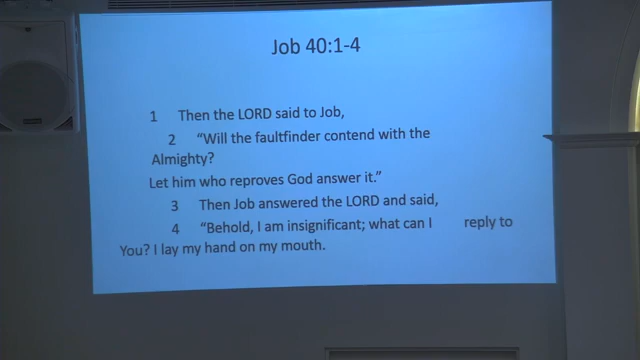 Job 40:1-4
1 Then the LORD said to Job,
2 "Will the faultfinder contend with the
Almighty?
Let him who reproves God answer it."
3 Then Job answered the LORD and said,
4 "Behold, I am insignificant; what can I reply to
You? I lay my hand on my mouth.